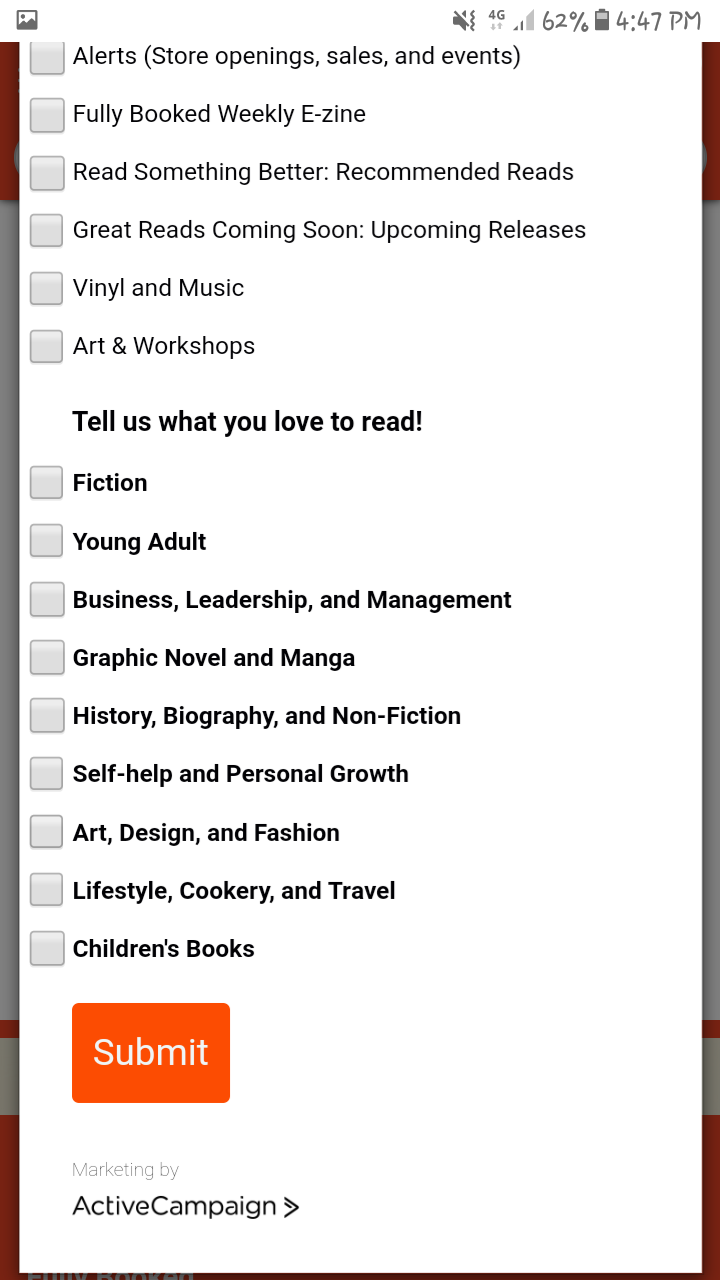 4G 62% 4:47 PM
Alerts (Store openings, sales, and events)
Fully Booked Weekly E-zine
Read Something Better: Recommended Reads
Great Reads Coming Soon: Upcoming Releases
Vinyl and Music
Art & Workshops
Tell us what you love to read!
Fiction
Young Adult
Business, Leadership, and Management
Graphic Novel and Manga
History, Biography, and Non-Fiction
Self-help and Personal Growth
Art, Design, and Fashion
Lifestyle, Cookery, and Travel
Children's Books
Submit
Marketing by
ActiveCampaign
Fully Booked